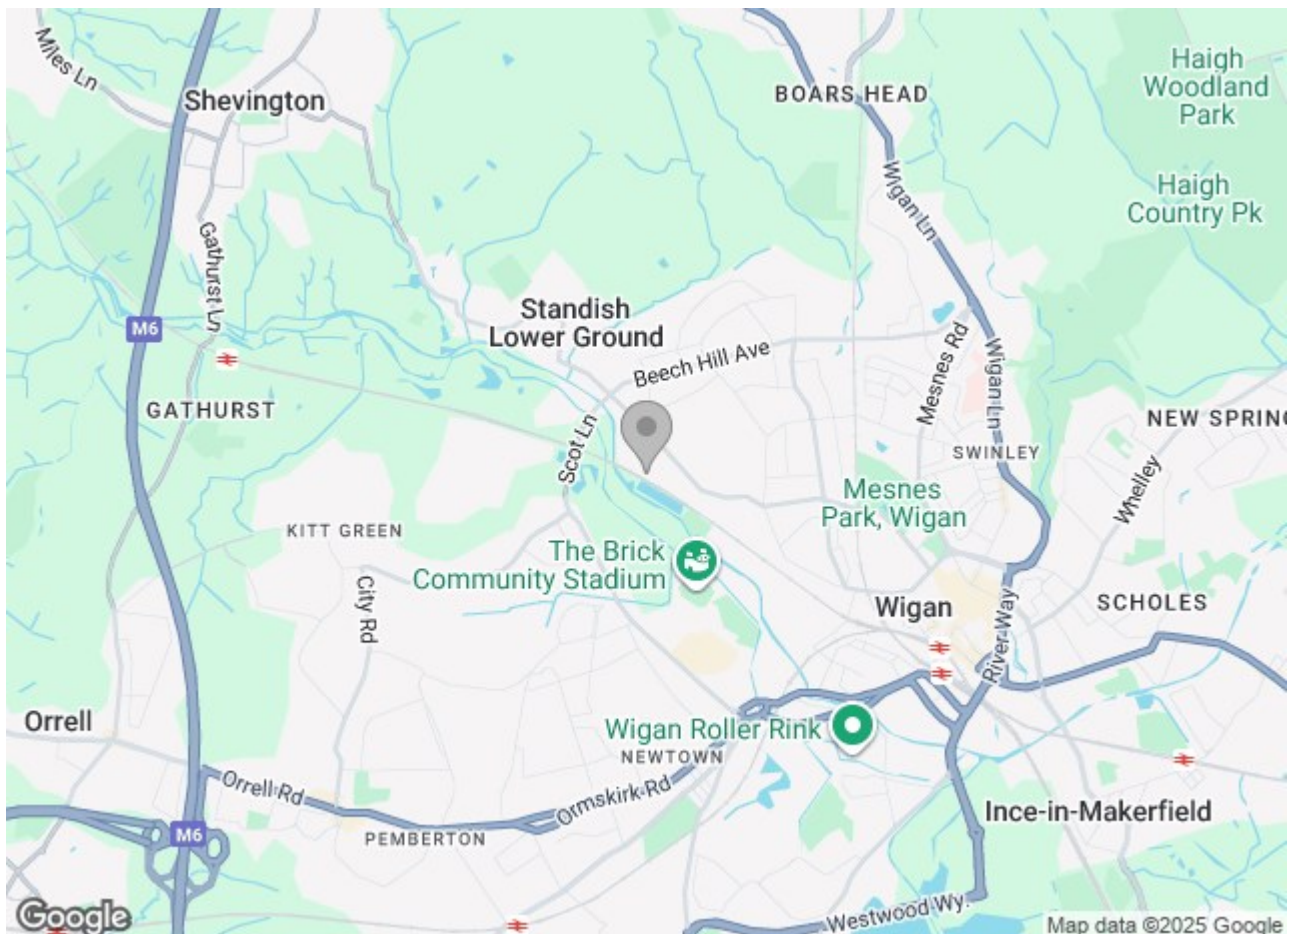 Miles Ln
Shevington
BOARS HEAD
Haigh
Woodland
Park
Haigh
Country Pk
Wigan Ln
Gathurst Ln
M6
Standish
Lower Ground
Beech Hill Ave
Mesnes Rd
Wigan Ln
GATHURST
Scot Ln
NEW SPRING
SWINLEY
Whelley
Mesnes
Park, Wigan
KITT GREEN
The Brick
Community Stadium
City Rd
Wigan
River Way
SCHOLES
Orrell
Wigan Roller Rink
NEWTOWN
Orrell Rd
Ormskirk Rd
Ince-in-Makerfield
M6
PEMBERTON
Westwood Wy.
Google
Map data ©2025 Google